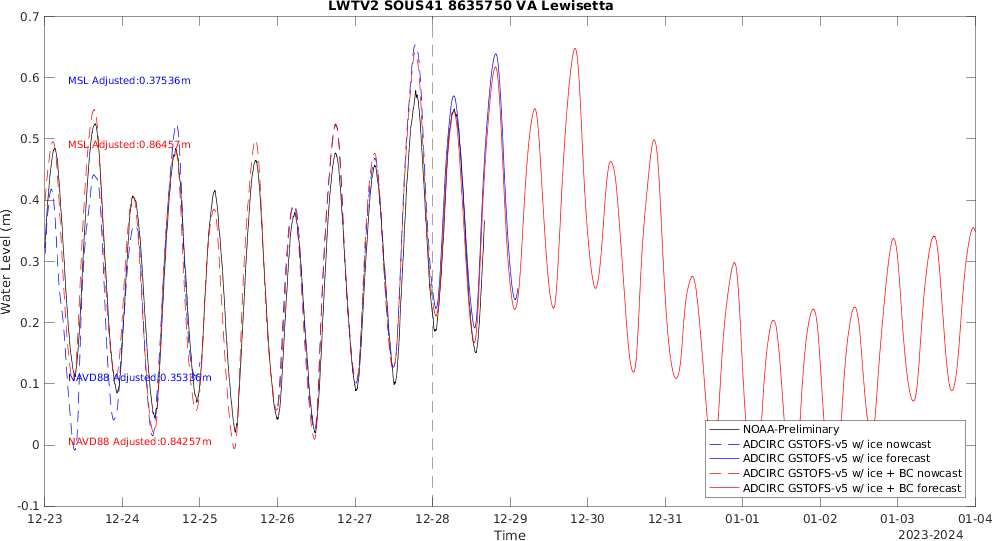 LWTV2 SOUS41 8635750 VA Lewisetta
0.7
0.6
0.5
0.4
0.3
0.2
0.1
0
-0.1
Water Level (m)
MSL Adjusted:0.37536m
MSL Adjusted:0.86457m
NAVD88 Adjusted:0.35336m
NAVD88 Adjusted:0.84257m
NOAA-Preliminary
ADCIRC GSTOFS-v5 w/ ice nowcast
ADCIRC GSTOFS-v5 w/ ice forecast
ADCIRC GSTOFS-v5 w/ ice + BC nowcast
ADCIRC GSTOFS-v5 w/ ice + BC forecast
12-23 12-24 12-25 12-26 12-27 12-28 12-29 12-30 12-31 01-01 01-02 01-03 01-04
Time
2023-2024